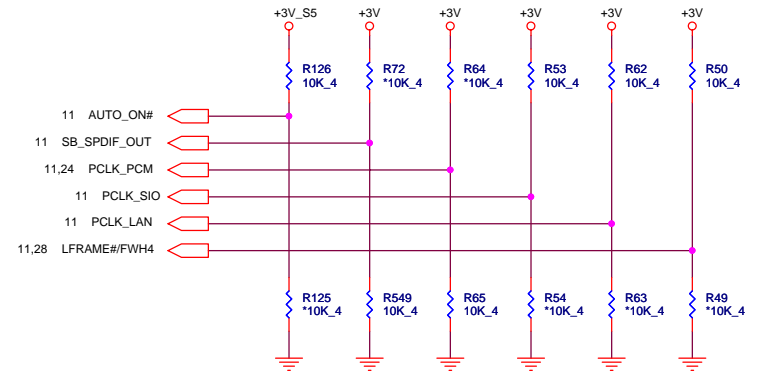 +3V_S5 +3V +3V +3V +3V +3V
R126 R72 R64 R53 R62 R50
10K_4 *10K_4 *10K_4 10K_4 10K_4 10K_4
11 AUTO_ON#
11 SB_SPDIF_OUT
11,24 PCLK_PCM
11 PCLK_SIO
11 PCLK_LAN
11,28 LFRAME#/FWH4
R125 R549 R65 R54 R63 R49
*10K_4 10K_4 10K_4 *10K_4 *10K_4 *10K_4